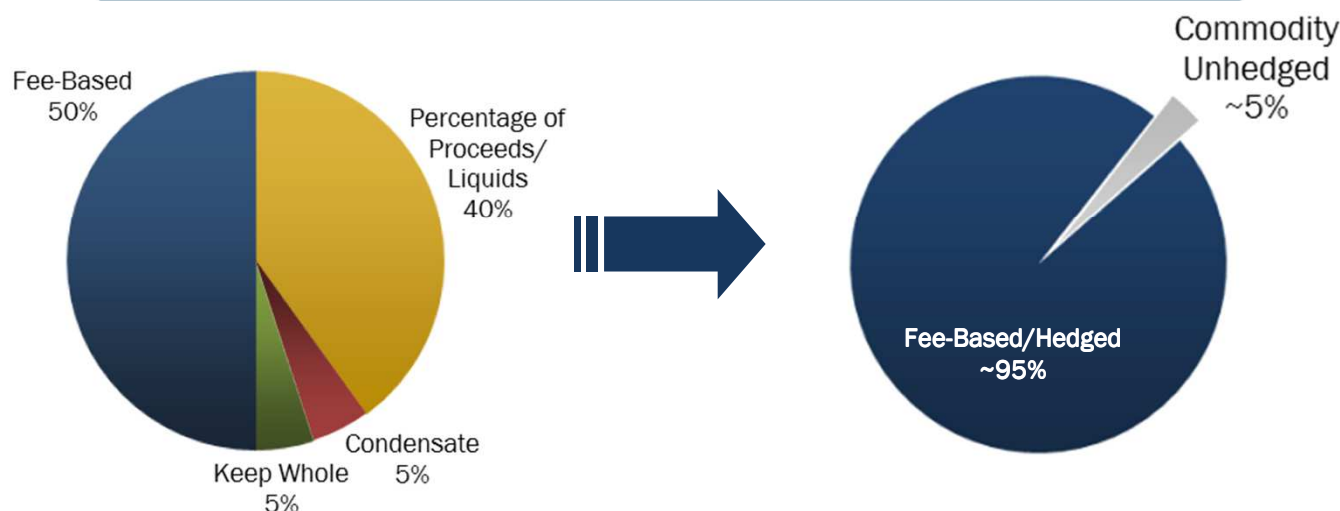 Fee-Based
50%
Percentage of
Proceeds/
Liquids
40%
Condensate
5%
Keep Whole
5%
Commodity
Unhedged
~5%
Fee-Based/Hedged
~95%